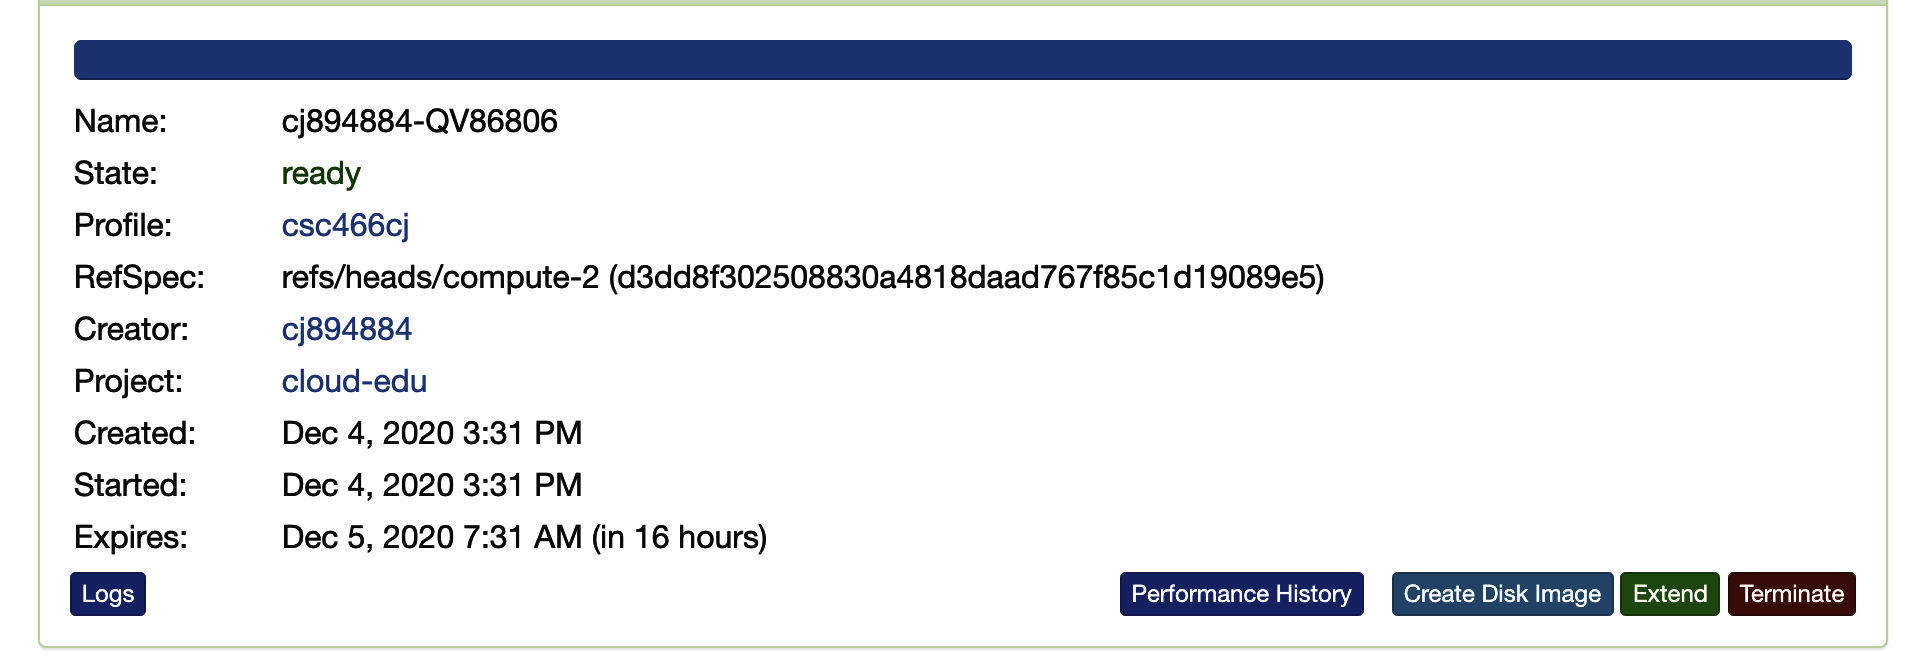 Name: cj894884-QV86806
State: ready
Profile: csc466cj
RefSpec: refs/heads/compute-2 (d3dd8f302508830a4818daad767f85c1d19089e5)
Creator: cj894884
Project: cloud-edu
Created: Dec 4, 2020 3:31 PM
Started: Dec 4, 2020 3:31 PM
Expires: Dec 5, 2020 7:31 AM (in 16 hours)
Logs Performance History Create Disk Image Extend Terminate